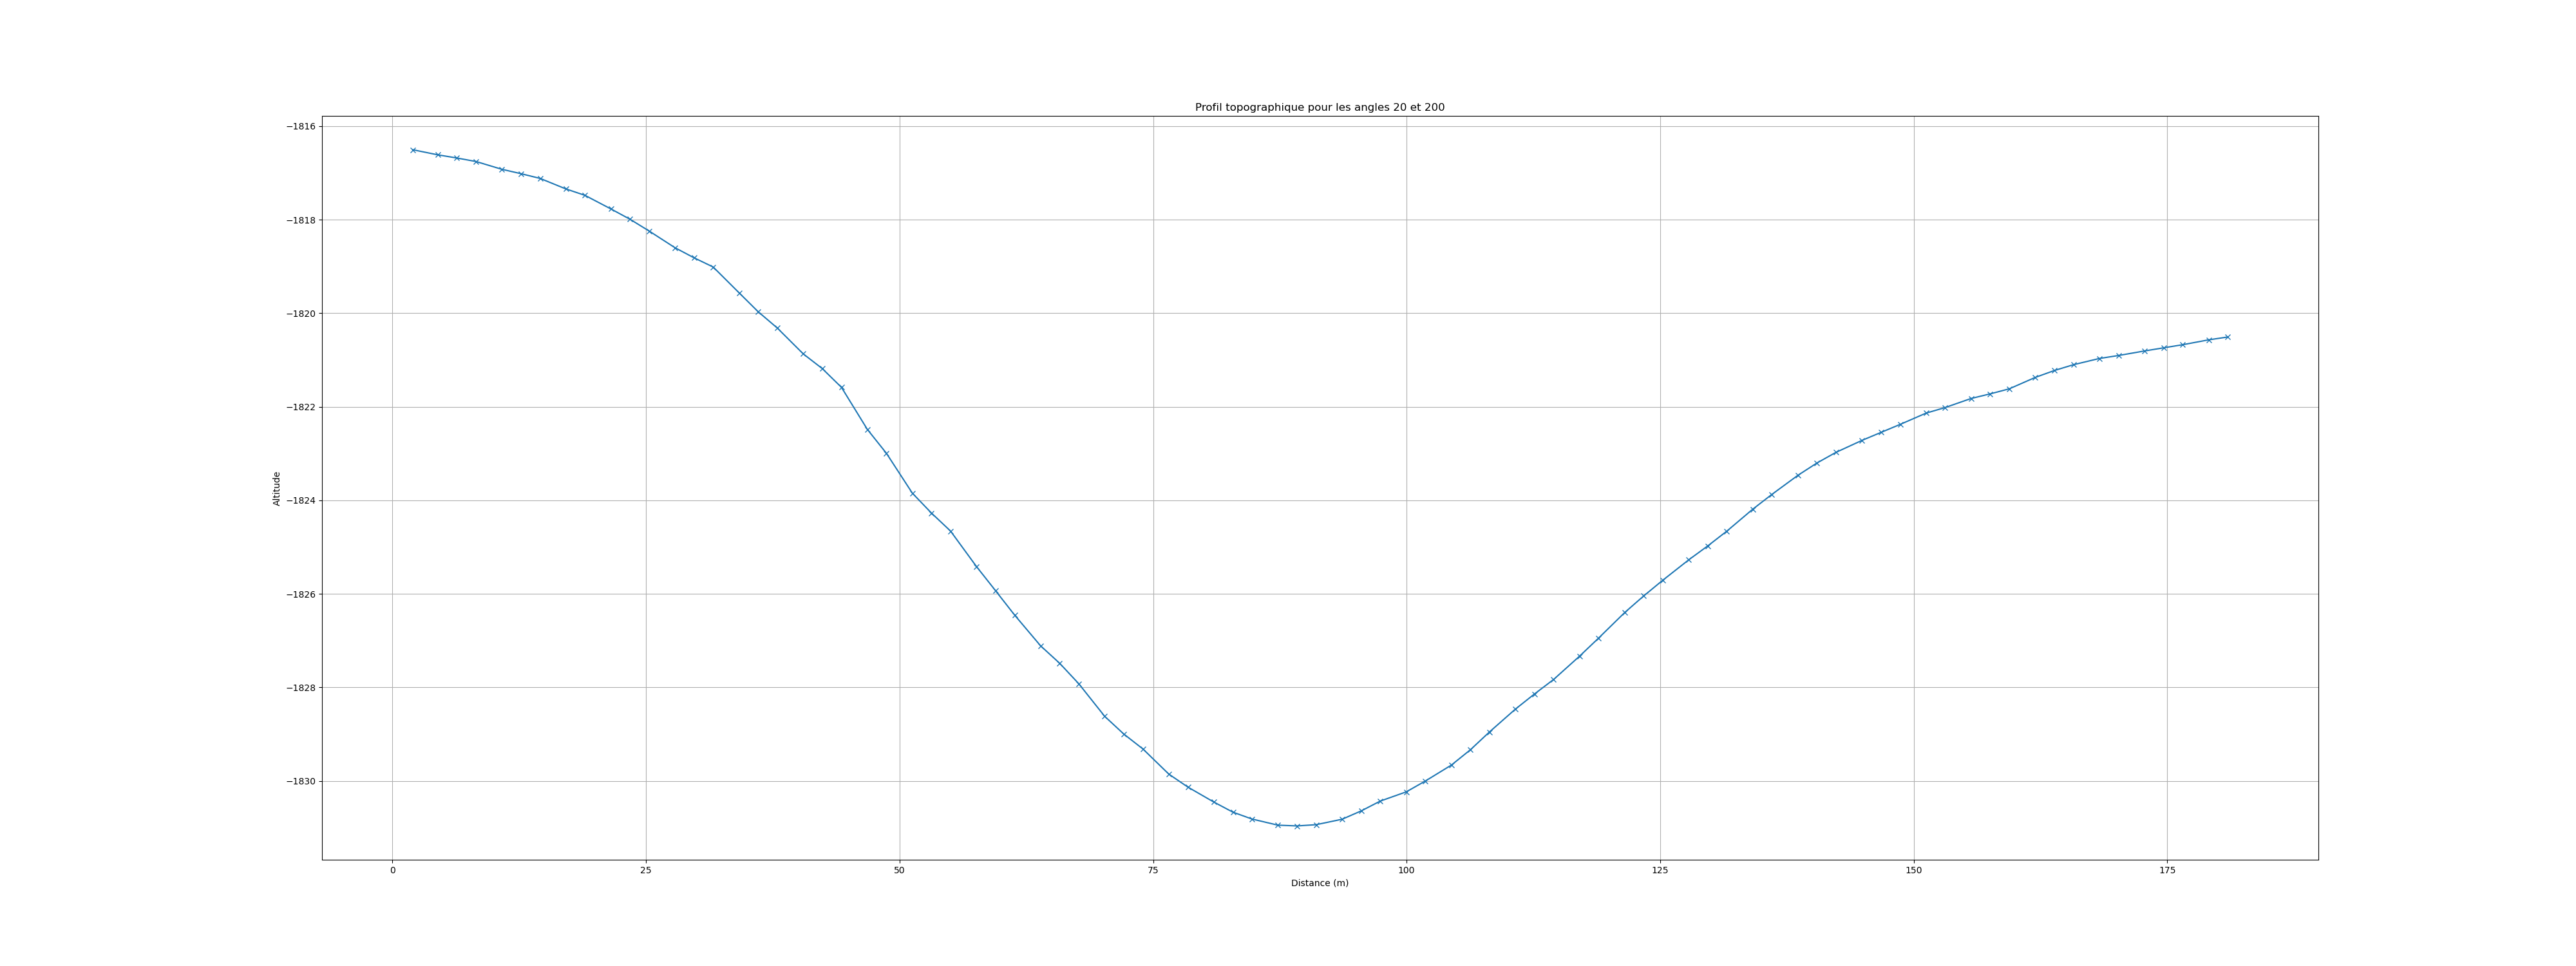 Profil topographique pour les angles 20 et 200
−1816
−1818
−1820
−1822
−1824
−1826
−1828
−1830
Altitude
0 25 50 75 100 125 150 175
Distance (m)